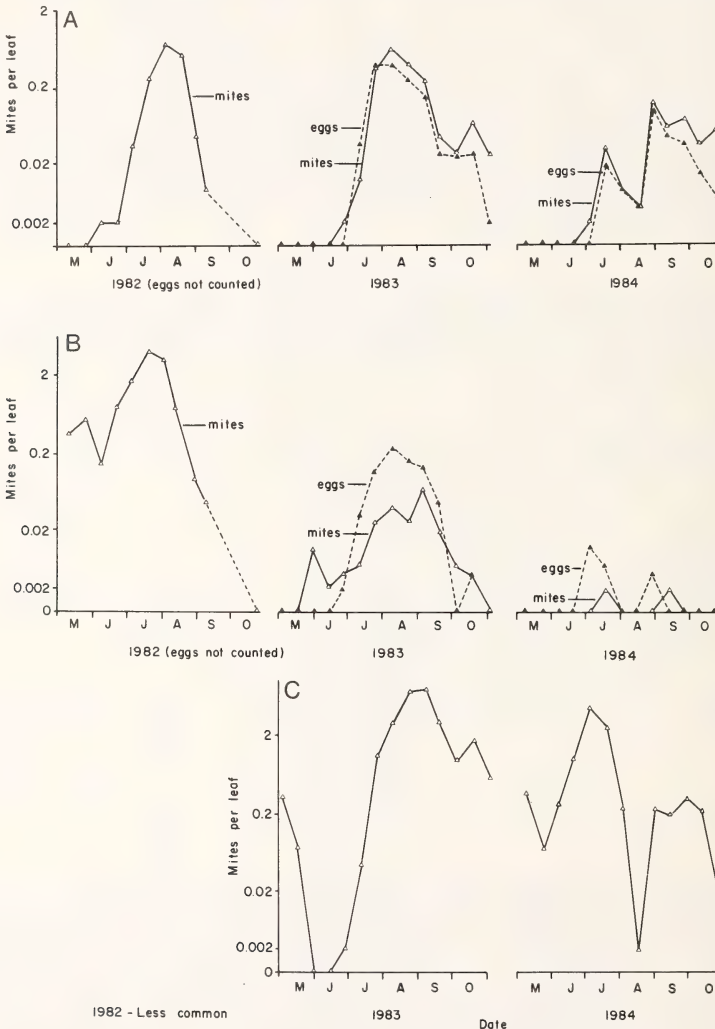 A
Mites per leaf
2
0.2
0.02
0.002
mites
eggs
mites
eggs
mites
M J J A S O
M J J A S O
M J J A S O
1982 (eggs not counted)
1983
1984
B
Mites per leaf
2
0.2
0.02
0.002
0
mites
eggs
mites
eggs
mites
M J J A S O
M J J A S O
M J J A S O
1982 (eggs not counted)
1983
1984
C
Mites per leaf
2
0.2
0.02
0.002
0
M J J A S O
M J J A S O
1982 - Less common
1983
1984
Date